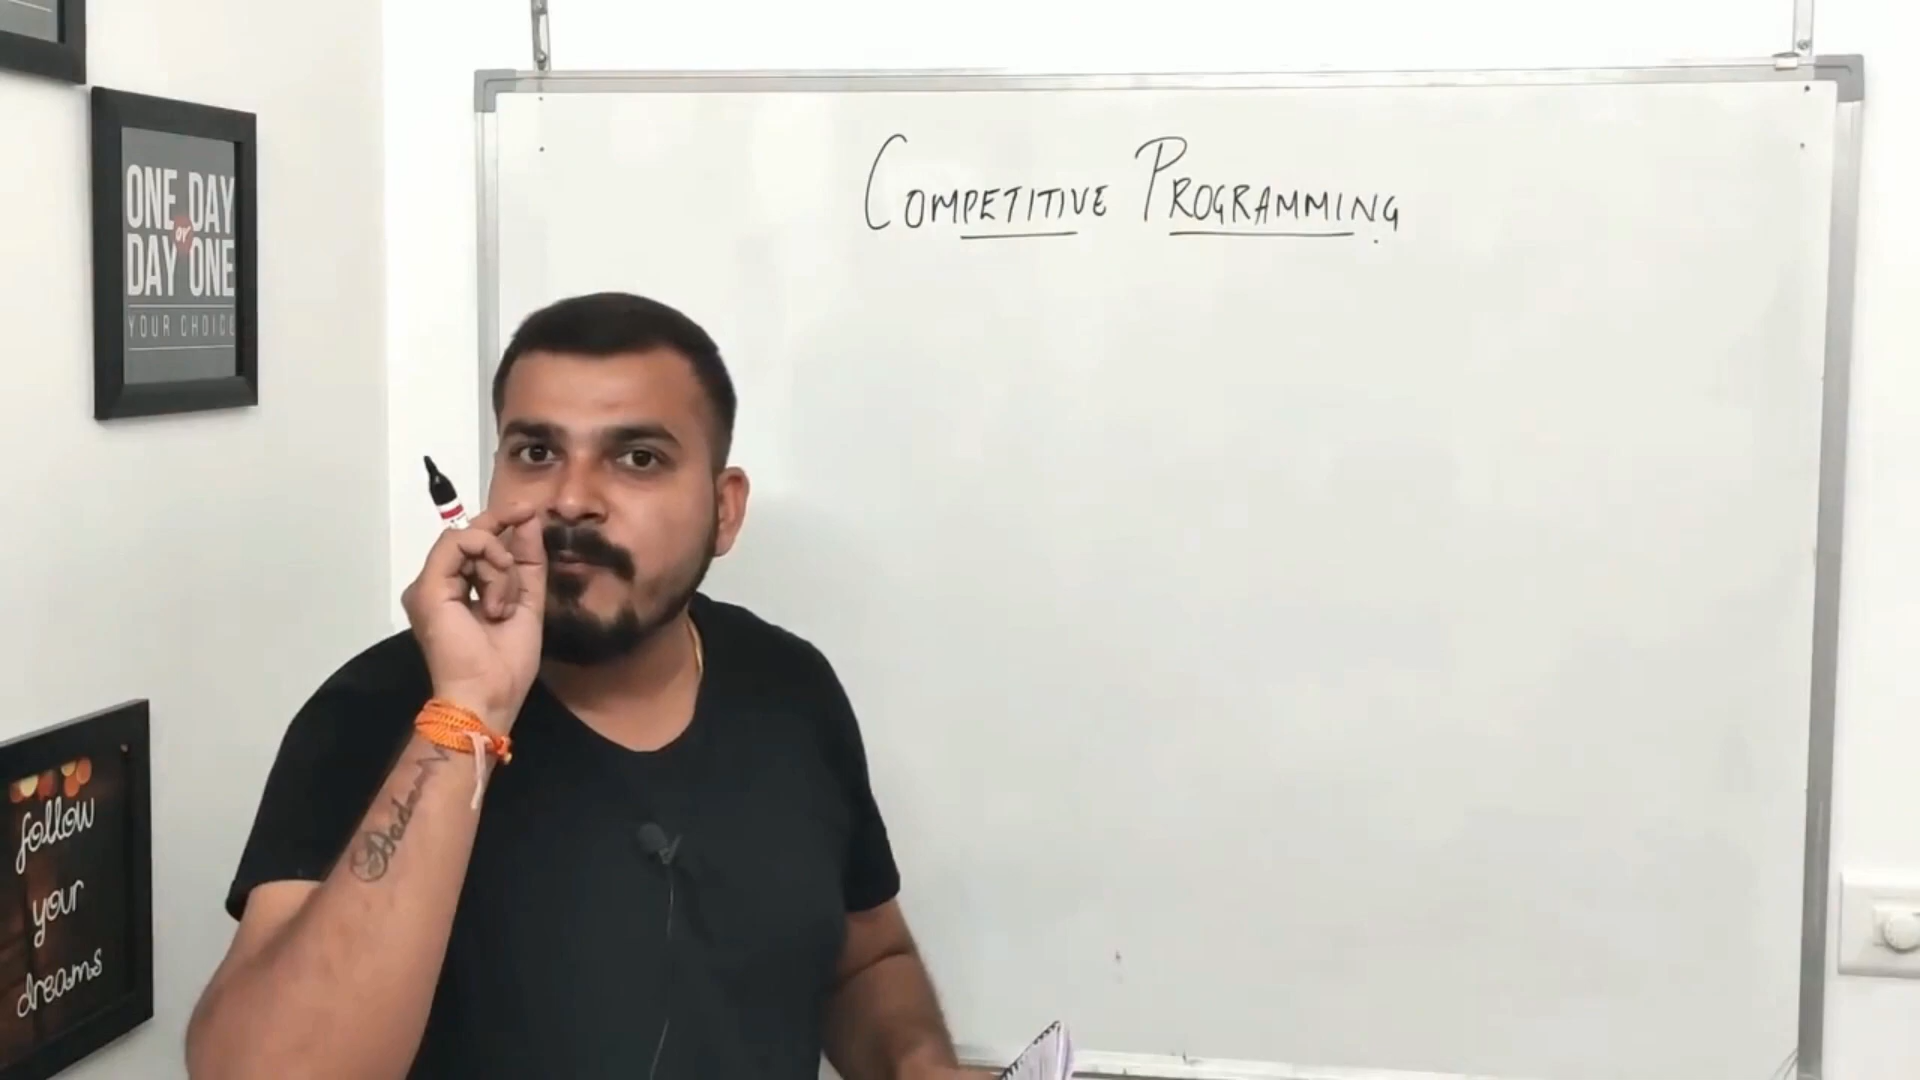 COMPETITIVE PROGRAMMING
ONE DAY
or
DAY ONE
YOUR CHOICE
follow
your
dreams